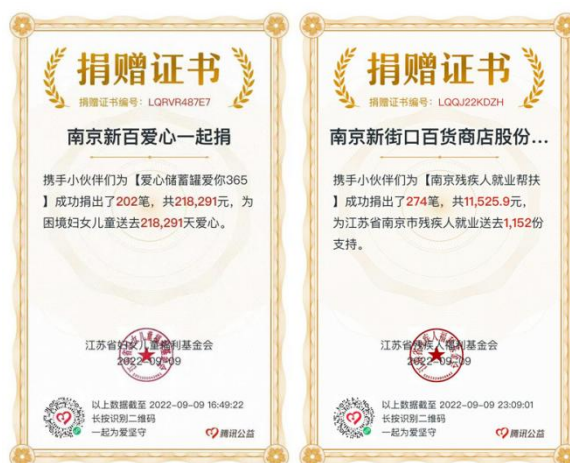 捐赠证书
捐赠证书编号：LQRVR487E7
南京新百爱心一起捐
携手小伙伴们为【爱心储蓄罐爱你365
】成功捐出了202笔，共218,291元，为
困境妇女儿童送去218,291天爱心。
江苏省妇女儿童福利基金会
2022-09-09
以上数据截至 2022-09-09 16:49:22
长按识别二维码
一起为爱坚守
腾讯公益
捐赠证书
捐赠证书编号：LQQJ22KDZH
南京新街口百货商店股份...
携手小伙伴们为【南京残疾人就业帮扶
】成功捐出了274笔，共11,525.9元，
为江苏省南京市残疾人就业送去1,152份
支持。
江苏省残疾人福利基金会
2022-09-09
以上数据截至 2022-09-09 23:09:01
长按识别二维码
一起为爱坚守
腾讯公益